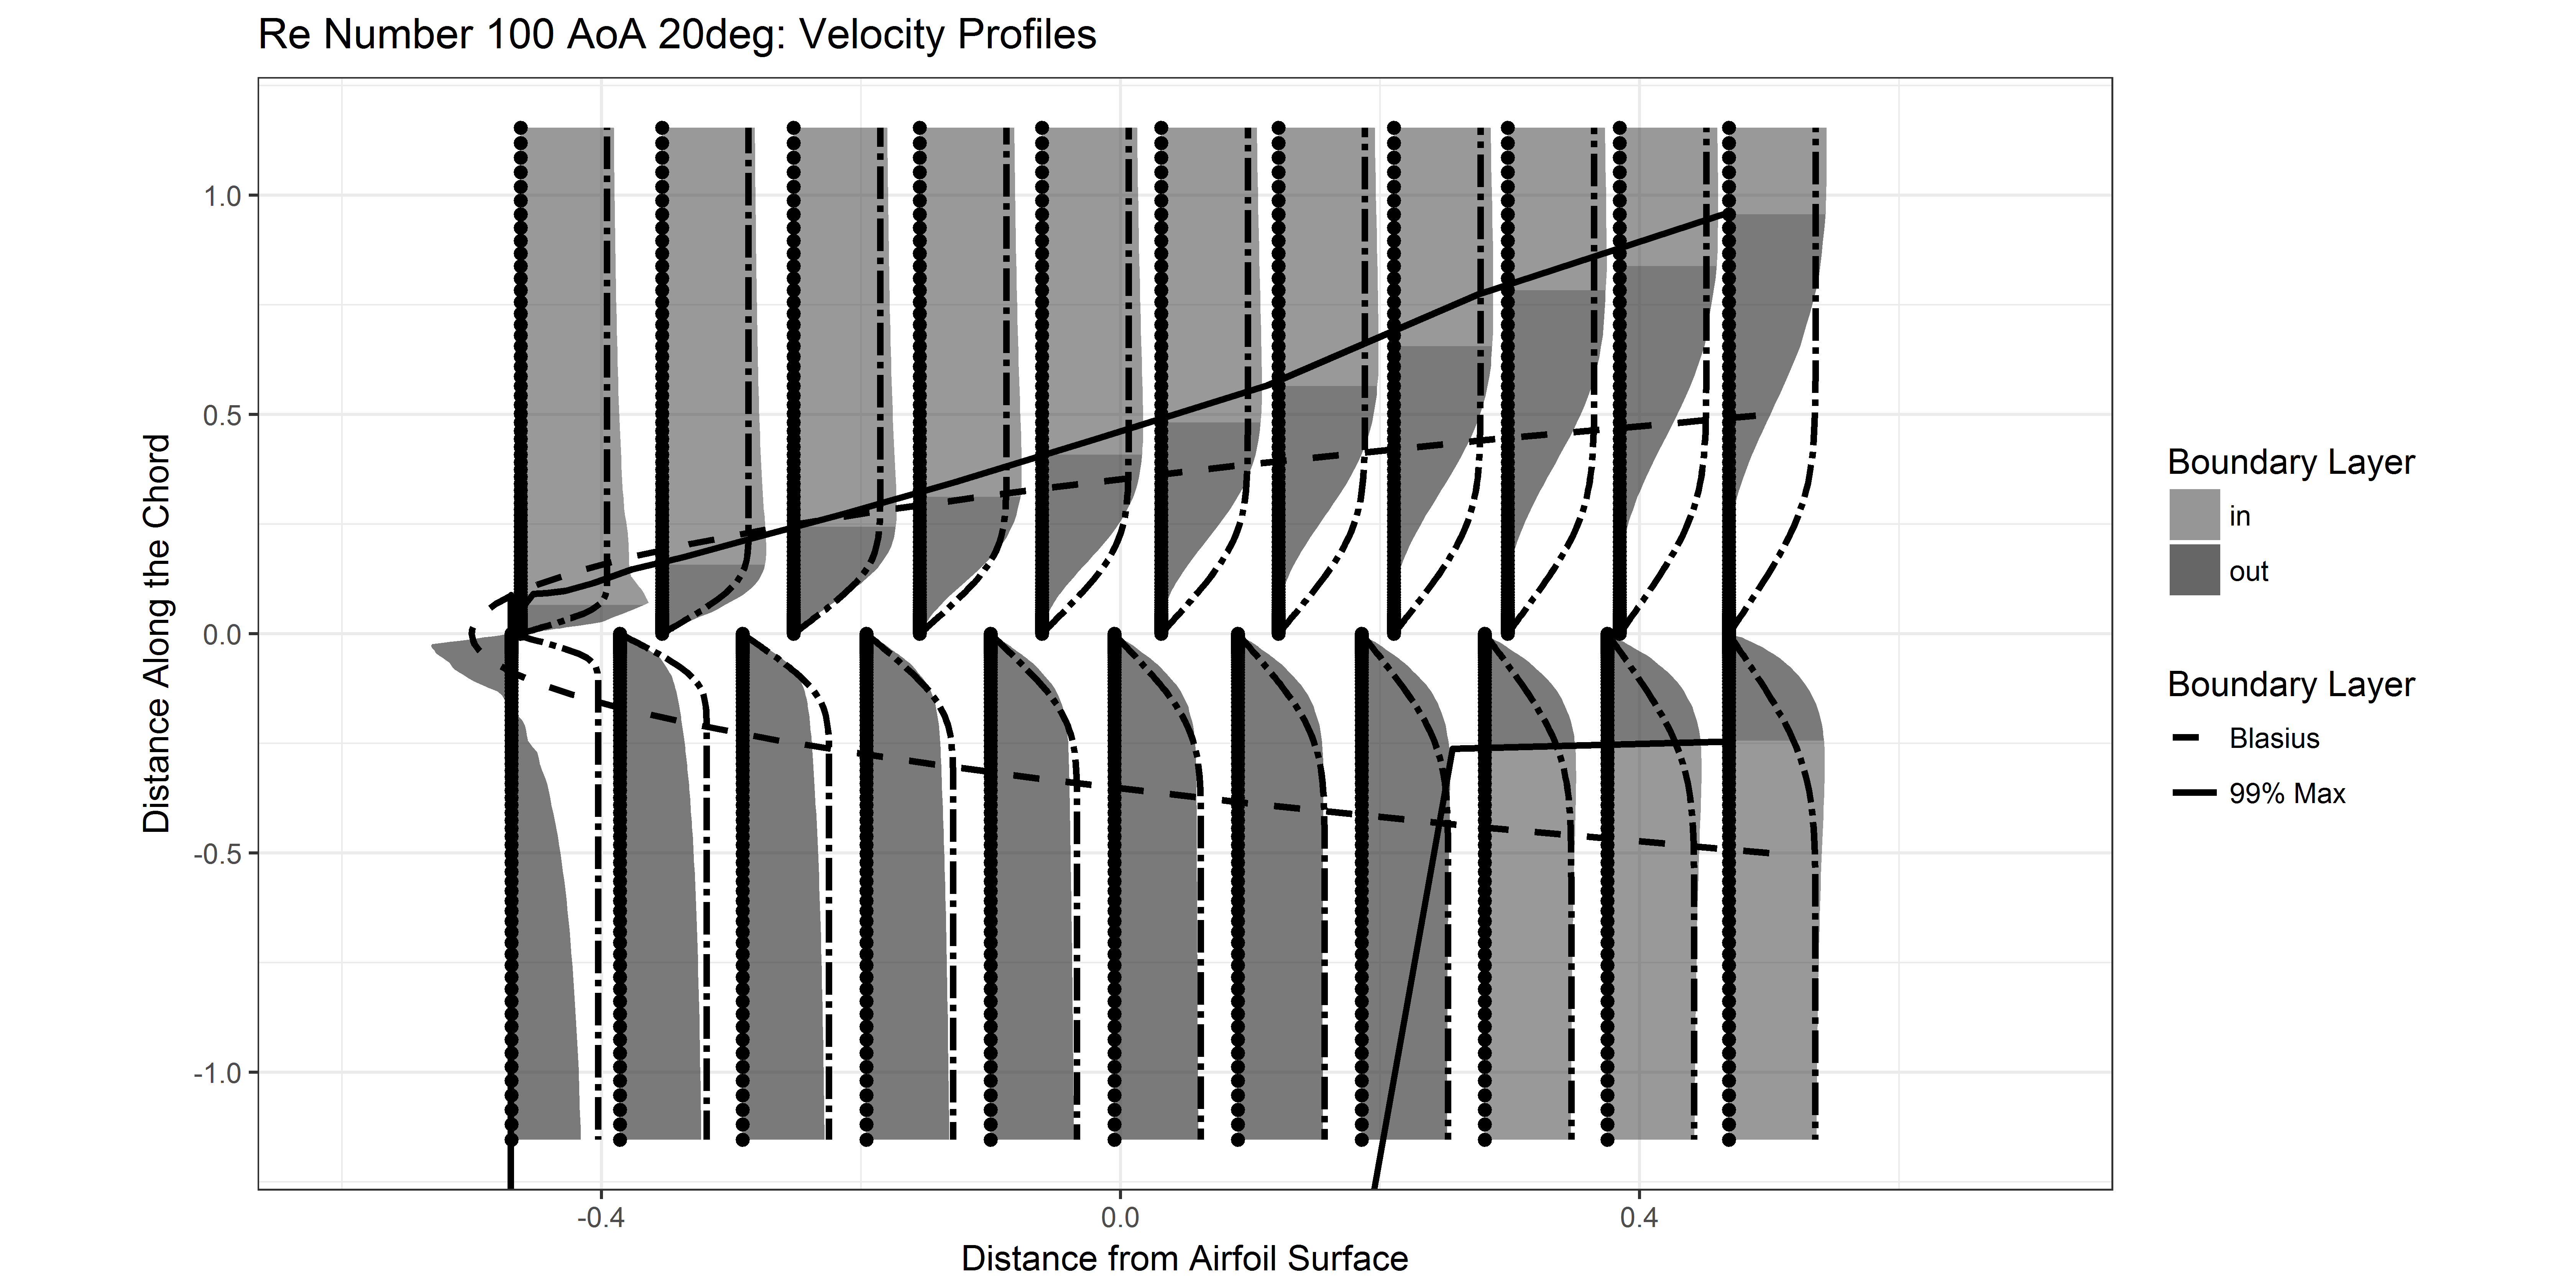 Re Number 100 AoA 20deg: Velocity Profiles
1.0
0.5
0.0
-0.5
-1.0
Distance Along the Chord
-0.4
0.0
0.4
Distance from Airfoil Surface
Boundary Layer
in
out
Boundary Layer
Blasius
99% Max